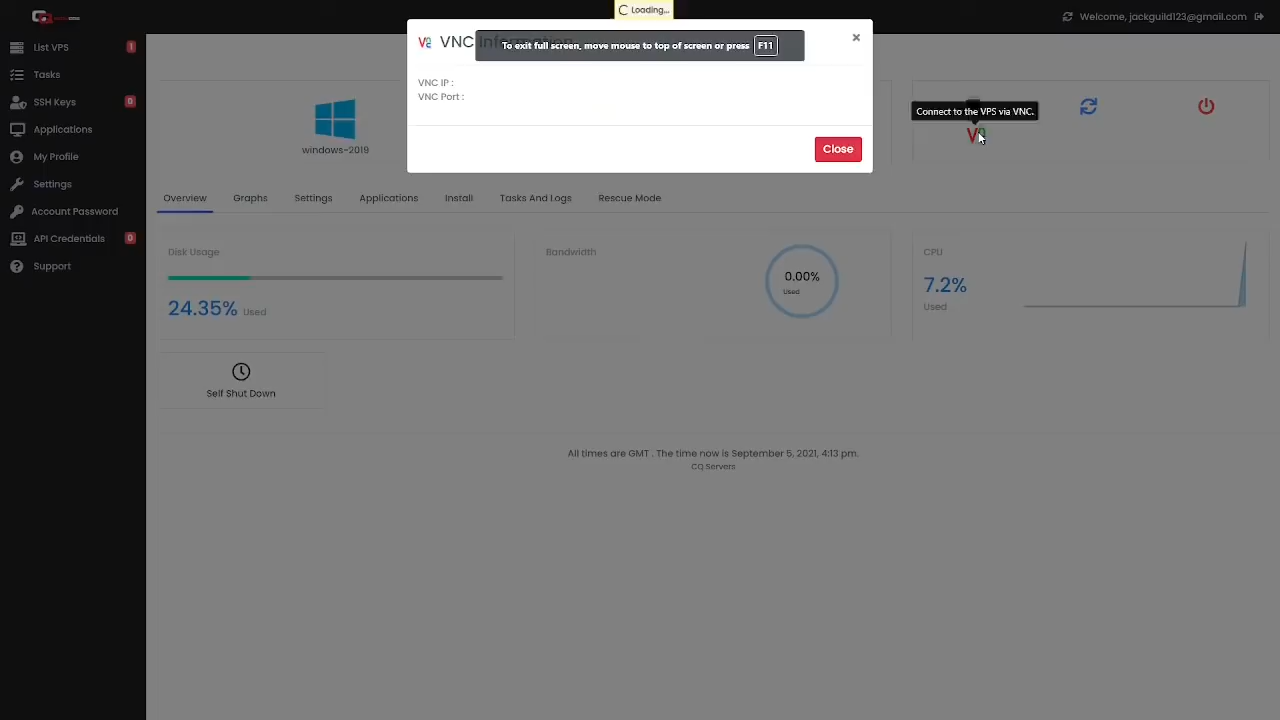 Loading...
Welcome, jackguild123@gmail.com
VNC
To exit full screen, move mouse to top of screen or press F11
VNC IP :
VNC Port :
Close
List VPS 1
Tasks
SSH Keys 0
Applications
My Profile
Settings
Account Password
API Credentials 0
Support
windows-2019
Connect to the VPS via VNC.
Overview Graphs Settings Applications Install Tasks And Logs Rescue Mode
Disk Usage
24.35% Used
Bandwidth
0.00%
Used
CPU
7.2%
Used
Self Shut Down
All times are GMT . The time now is September 5, 2021, 4:13 pm.
CQ Servers